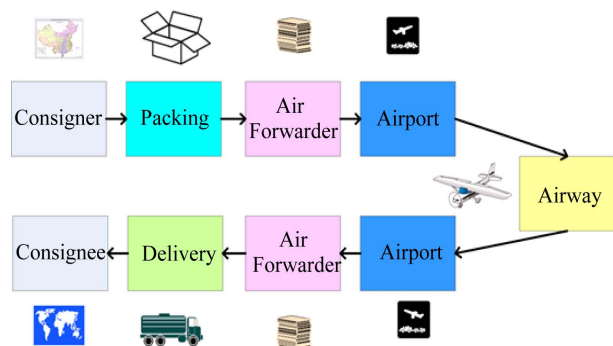 Consigner
Packing
Air
Forwarder
Airport
Airway
Consignee
Delivery
Air
Forwarder
Airport